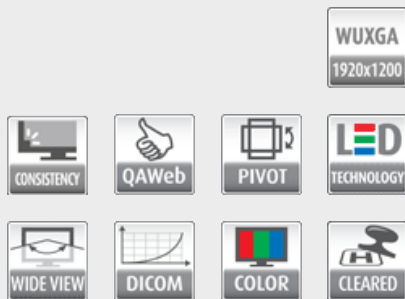 WUXGA
1920x1200
CONSISTENCY
QAWeb
PIVOT
LED
TECHNOLOGY
WIDE VIEW
DICOM
COLOR
CLEARED